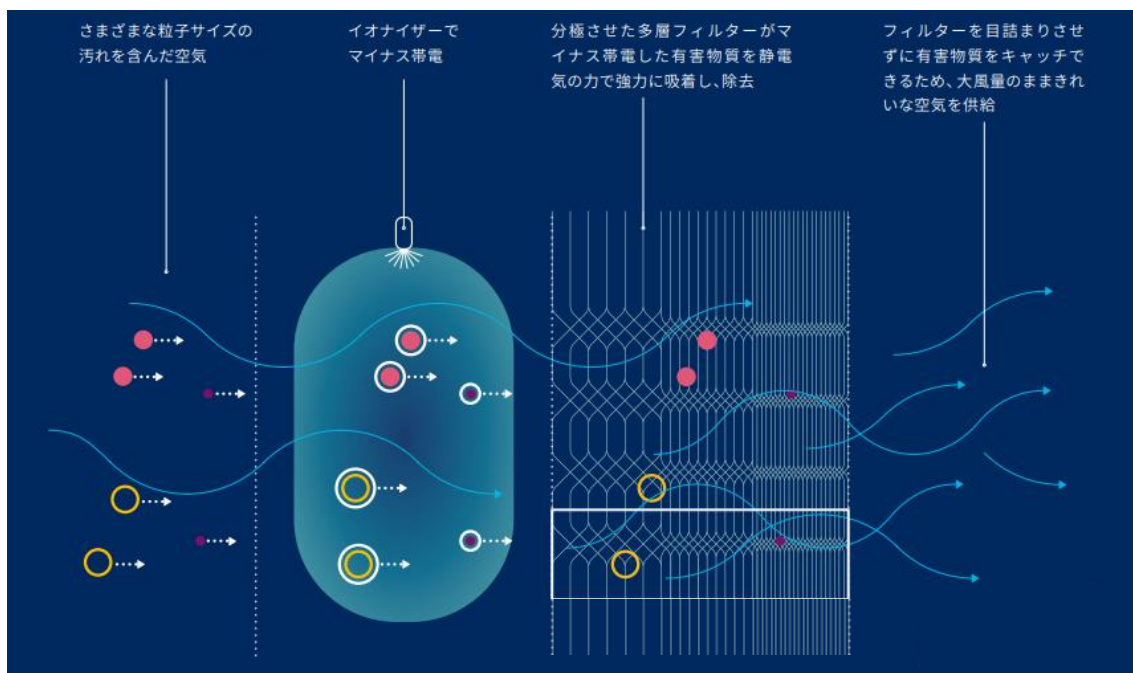 さまざまな粒子サイズの
汚れを含んだ空気
イオナイザーで
マイナス帯電
分極させた多層フィルターがマ
イナス帯電した有害物質を静電
気の力で強力に吸着し、除去
フィルターを目詰まりさせ
ずに有害物質をキャッチで
きるため、大風量のままきれ
いな空気を供給